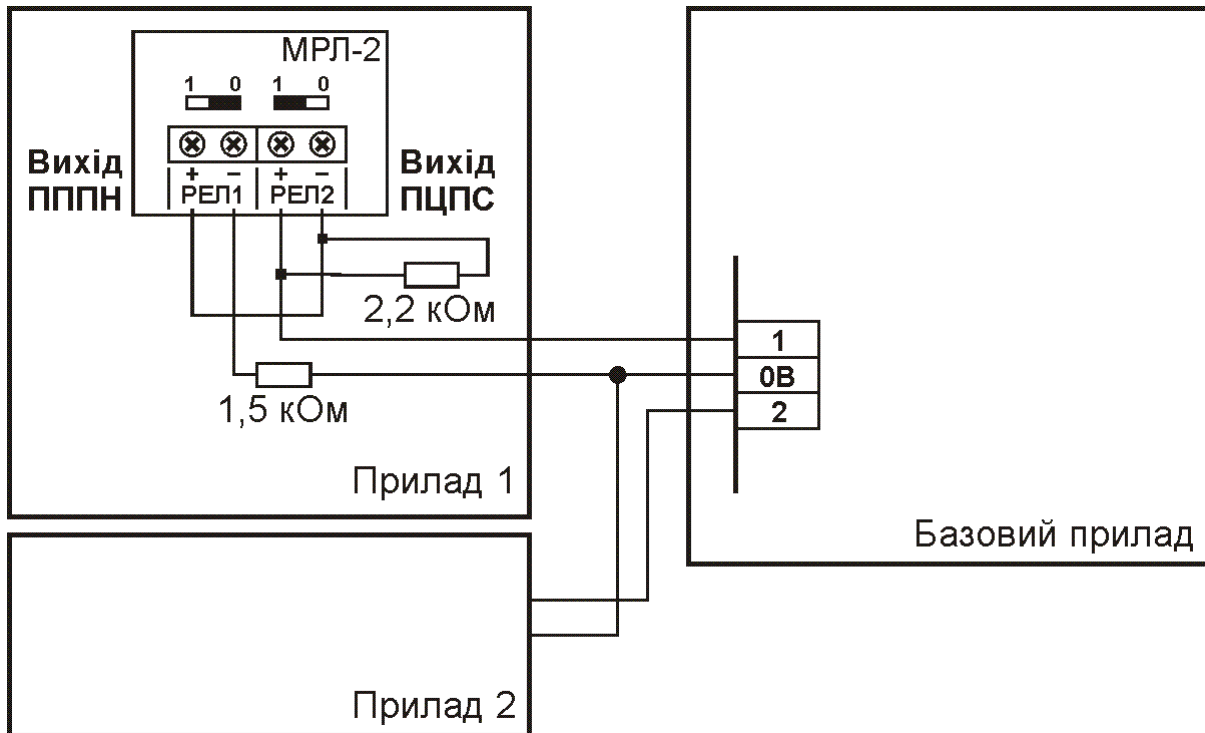 МРЛ-2
1 0 1 0
Вихід
ПППН
Вихід
ПЦПС
+ − + −
РЕЛ1 РЕЛ2
2,2 кОм
1,5 кОм
Прилад 1
1
0В
2
Базовий прилад
Прилад 2